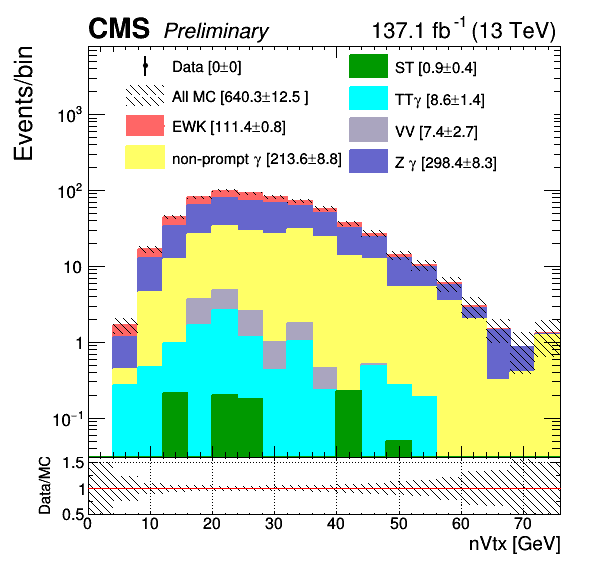 CMS Preliminary 137.1 fb⁻¹ (13 TeV)
Events/bin
Data [0±0]
All MC [640.3±12.5 ]
EWK [111.4±0.8]
non-prompt γ [213.6±8.8]
ST [0.9±0.4]
TTγ [8.6±1.4]
VV [7.4±2.7]
Z γ [298.4±8.3]
10³
10²
10
1
10⁻¹
Data/MC
1.5
1
0.5
0 10 20 30 40 50 60 70
nVtx [GeV]